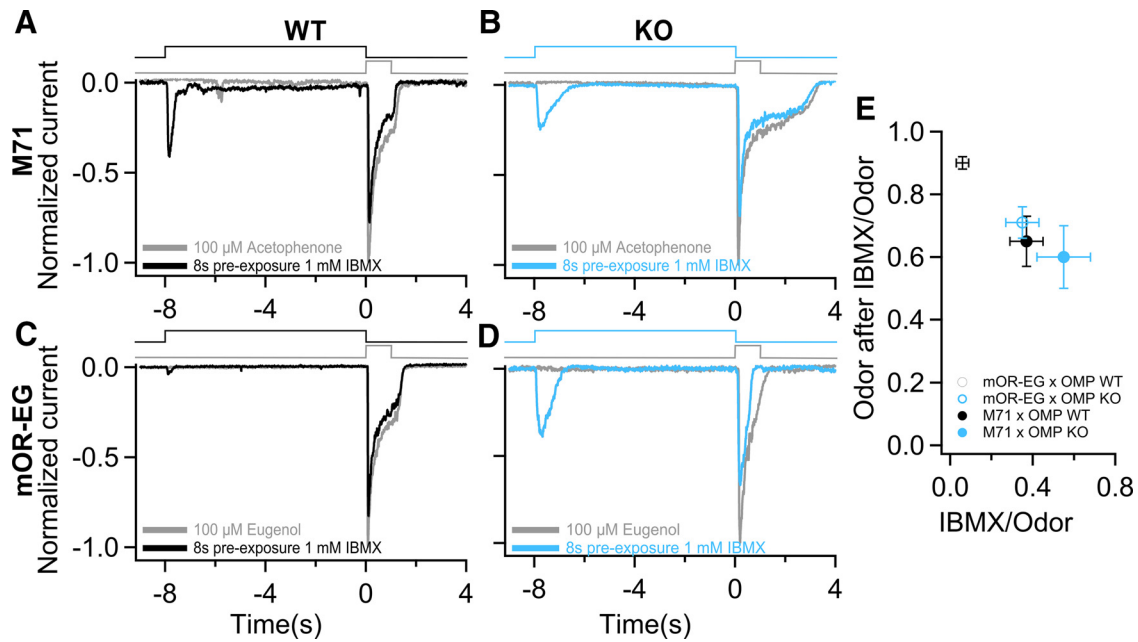 A
WT
B
KO
M71
Normalized current
0.0
-0.5
-1.0
100 µM Acetophenone
8s pre-exposure 1 mM IBMX
-8
-4
0
4
100 µM Acetophenone
8s pre-exposure 1 mM IBMX
-8
-4
0
4
C
D
mOR-EG
Normalized current
0.0
-0.5
-1.0
100 µM Eugenol
8s pre-exposure 1 mM IBMX
-8
-4
0
4
Time(s)
100 µM Eugenol
8s pre-exposure 1 mM IBMX
-8
-4
0
4
Time(s)
E
Odor after IBMX/Odor
1.0
0.8
0.6
0.4
0.2
0.0
mOR-EG x OMP WT
mOR-EG x OMP KO
M71 x OMP WT
M71 x OMP KO
0.0
0.4
0.8
IBMX/Odor